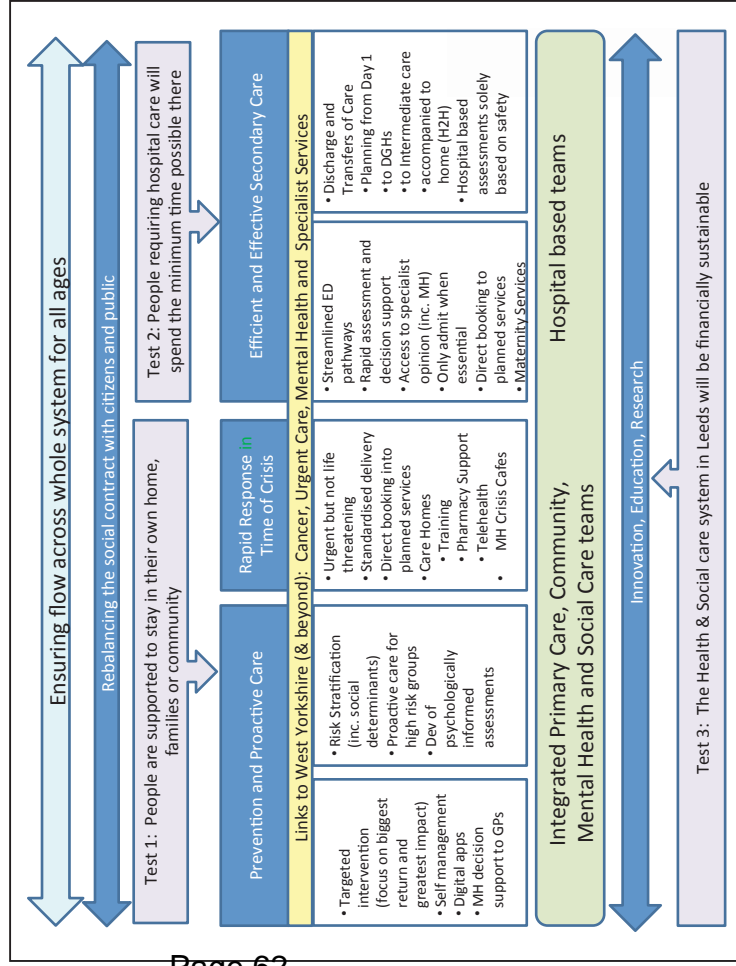 Ensuring flow across whole system for all ages
Rebalancing the social contract with citizens and public
Test 1: People are supported to stay in their own home,
families or community
Test 2: People requiring hospital care will
spend the minimum time possible there
Prevention and Proactive Care
Rapid Response in
Time of Crisis
Efficient and Effective Secondary Care
Links to West Yorkshire (& beyond): Cancer, Urgent Care, Mental Health and Specialist Services
• Targeted
intervention
(focus on biggest
return and
greatest impact)
• Self management
• Digital apps
• MH decision
support to GPs
• Risk Stratification
(inc. social
determinants)
• Proactive care for
high risk groups
• Dev of
psychologically
informed
assessments
• Urgent but not life
threatening
• Standardised delivery
• Direct booking into
planned services
• Care Homes
• Training
• Pharmacy Support
• Telehealth
• MH Crisis Cafes
• Streamlined ED
pathways
• Rapid assessment and
decision support
• Access to specialist
opinion (inc. MH)
• Only admit when
essential
• Direct booking to
planned services
• Maternity Services
• Discharge and
Transfers of Care
• Planning from Day 1
• to DGHs
• to Intermediate care
• accompanied to
home (H2H)
• Hospital based
assessments solely
based on safety
Integrated Primary Care, Community,
Mental Health and Social Care teams
Hospital based teams
Innovation, Education, Research
Test 3: The Health & Social care system in Leeds will be financially sustainable
Page 62